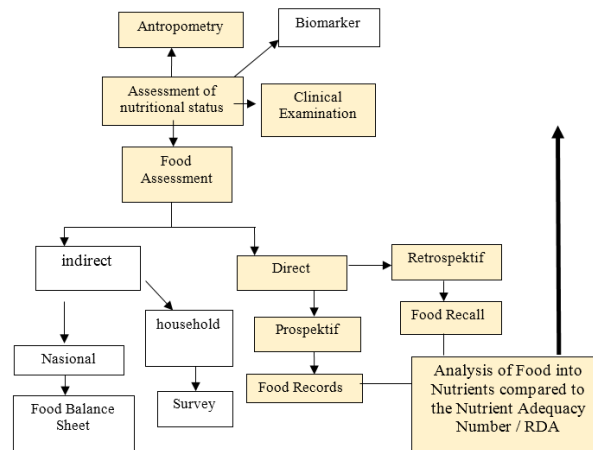 Antropometry
Biomarker
Assessment of
nutritional status
Clinical
Examination
Food
Assessment
indirect
Direct
Retrospektif
household
Prospektif
Food Recall
Nasional
Food Records
Analysis of Food into
Nutrients compared to
the Nutrient Adequacy
Number / RDA
Food Balance
Sheet
Survey